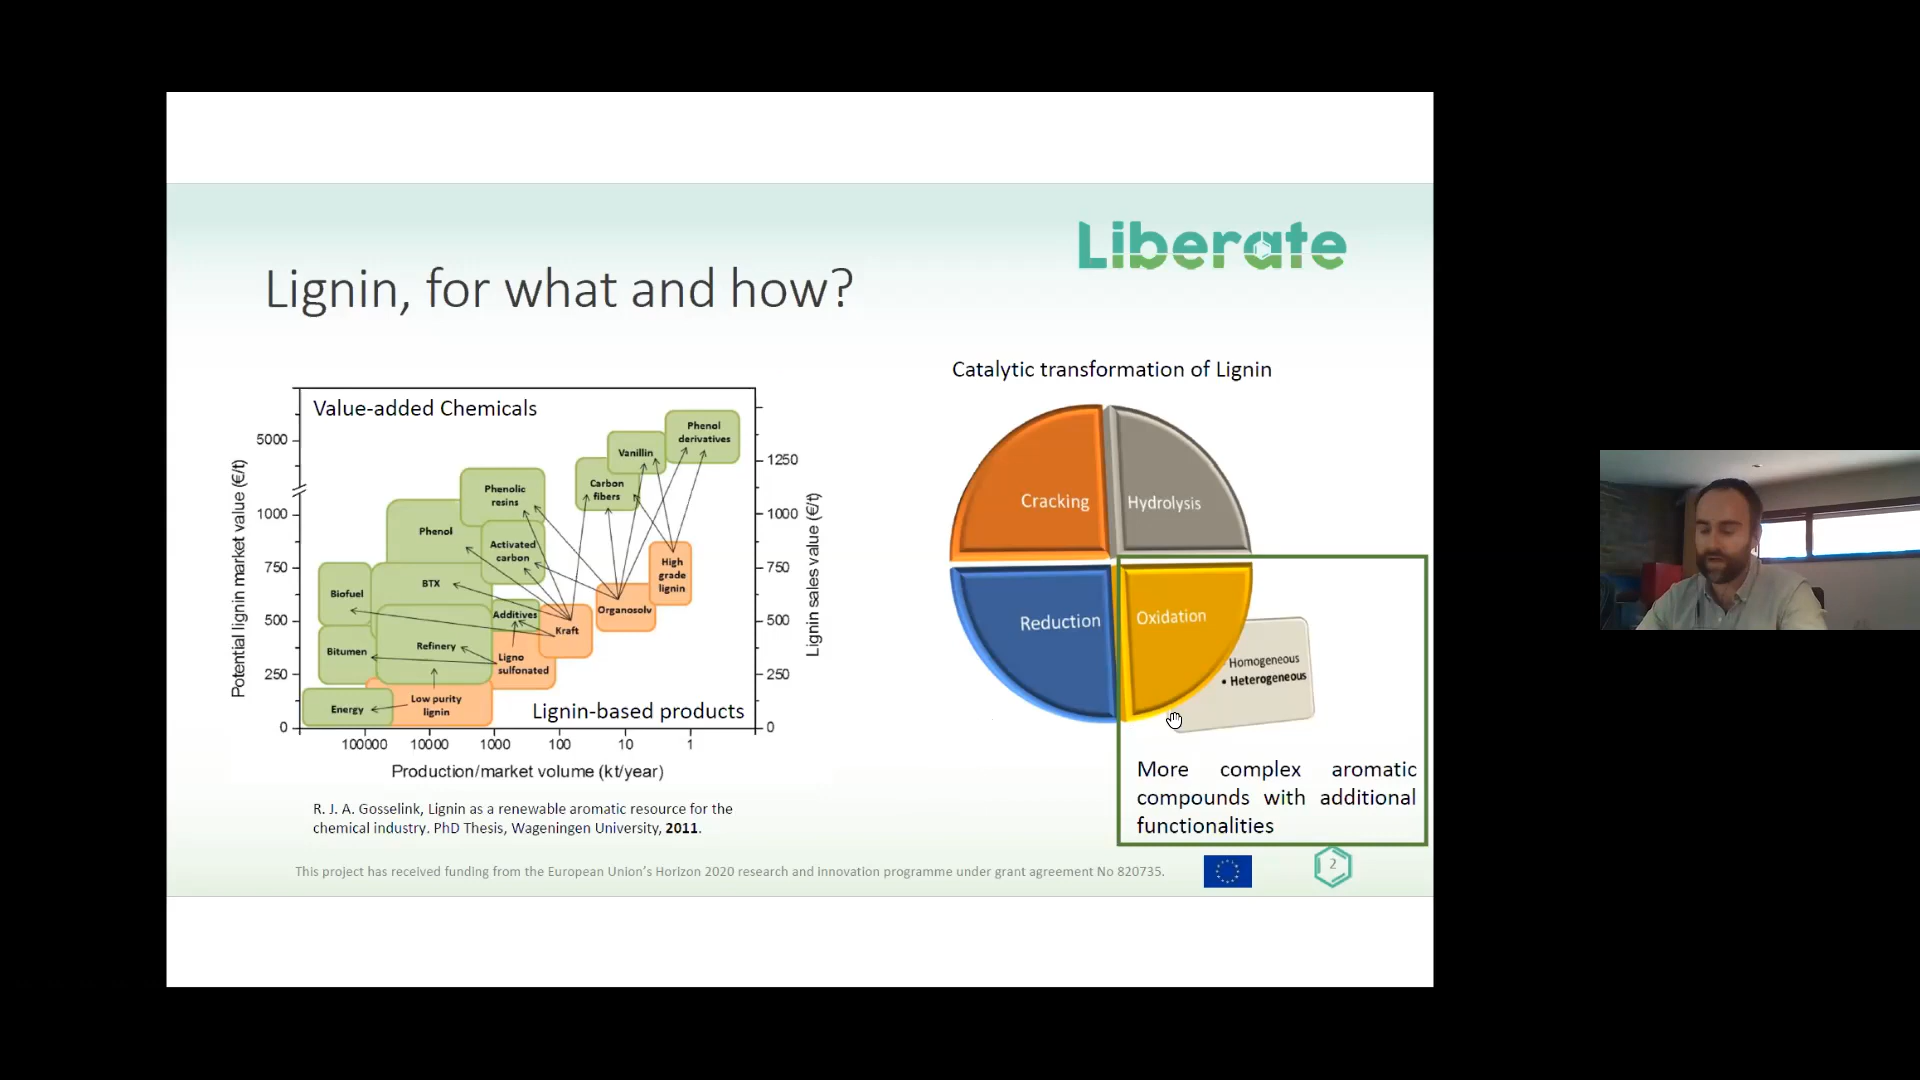 Liberate
Lignin, for what and how?
Catalytic transformation of Lignin
Value-added Chemicals
Potential lignin market value (€/t)
5000
1000
750
500
250
0
Phenol
derivatives
Vanillin
Carbon
fibers
Phenolic
resins
Phenol
Activated
carbon
High
grade
lignin
BTX
Biofuel
Additives
Organosolv
Kraft
Refinery
Bitumen
Ligno
sulfonated
Low purity
lignin
Energy
Lignin-based products
1250
1000
750
500
250
0
Lignin sales value (€/t)
100000 10000 1000 100 10 1
Production/market volume (kt/year)
R. J. A. Gosselink, Lignin as a renewable aromatic resource for the
chemical industry. PhD Thesis, Wageningen University, 2011.
Cracking
Hydrolysis
Reduction
Oxidation
Homogeneous
• Heterogeneous
More complex aromatic
compounds with additional
functionalities
This project has received funding from the European Union's Horizon 2020 research and innovation programme under grant agreement No 820735.
2